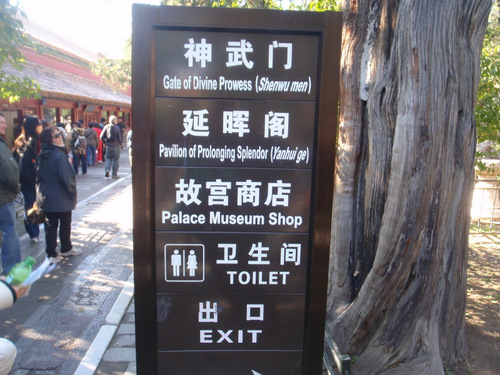 神武门
Gate of Divine Prowess (Shenwu men)
延晖阁
Pavilion of Prolonging Splendor (Yanhui ge)
故宫商店
Palace Museum Shop
卫生间
TOILET
出口
EXIT